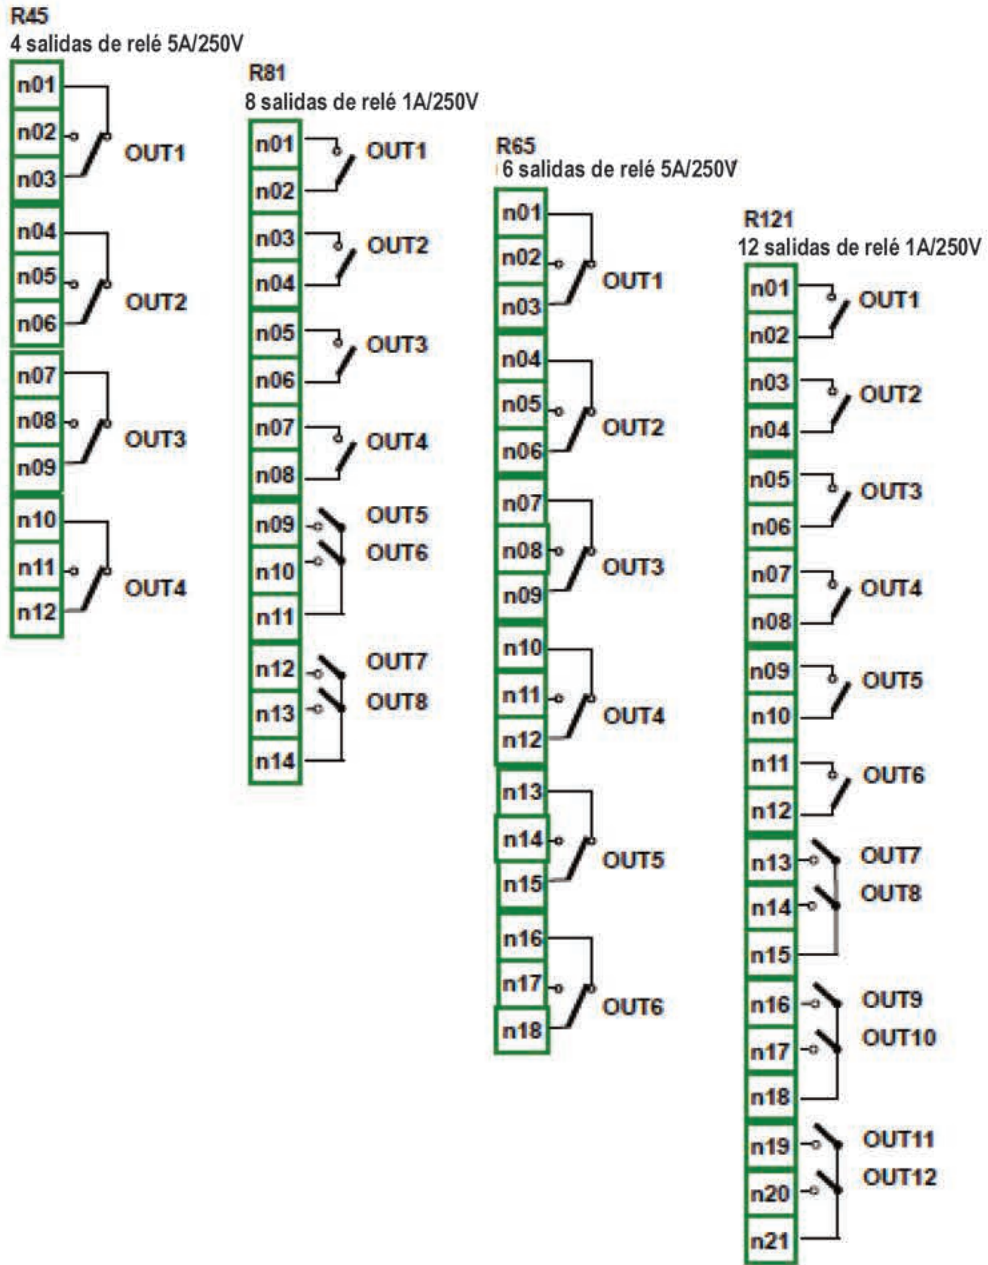 R45
4 salidas de relé 5A/250V
n01
n02
n03
OUT1
n04
n05
n06
OUT2
n07
n08
n09
OUT3
n10
n11
n12
OUT4
R81
8 salidas de relé 1A/250V
n01
n02
OUT1
n03
n04
OUT2
n05
n06
OUT3
n07
n08
OUT4
n09
n10
n11
OUT5
OUT6
n12
n13
n14
OUT7
OUT8
R65
6 salidas de relé 5A/250V
n01
n02
n03
OUT1
n04
n05
n06
OUT2
n07
n08
n09
OUT3
n10
n11
n12
OUT4
n13
n14
n15
OUT5
n16
n17
n18
OUT6
R121
12 salidas de relé 1A/250V
n01
n02
OUT1
n03
n04
OUT2
n05
n06
OUT3
n07
n08
OUT4
n09
n10
OUT5
n11
n12
OUT6
n13
n14
n15
OUT7
OUT8
n16
n17
n18
OUT9
OUT10
n19
n20
n21
OUT11
OUT12